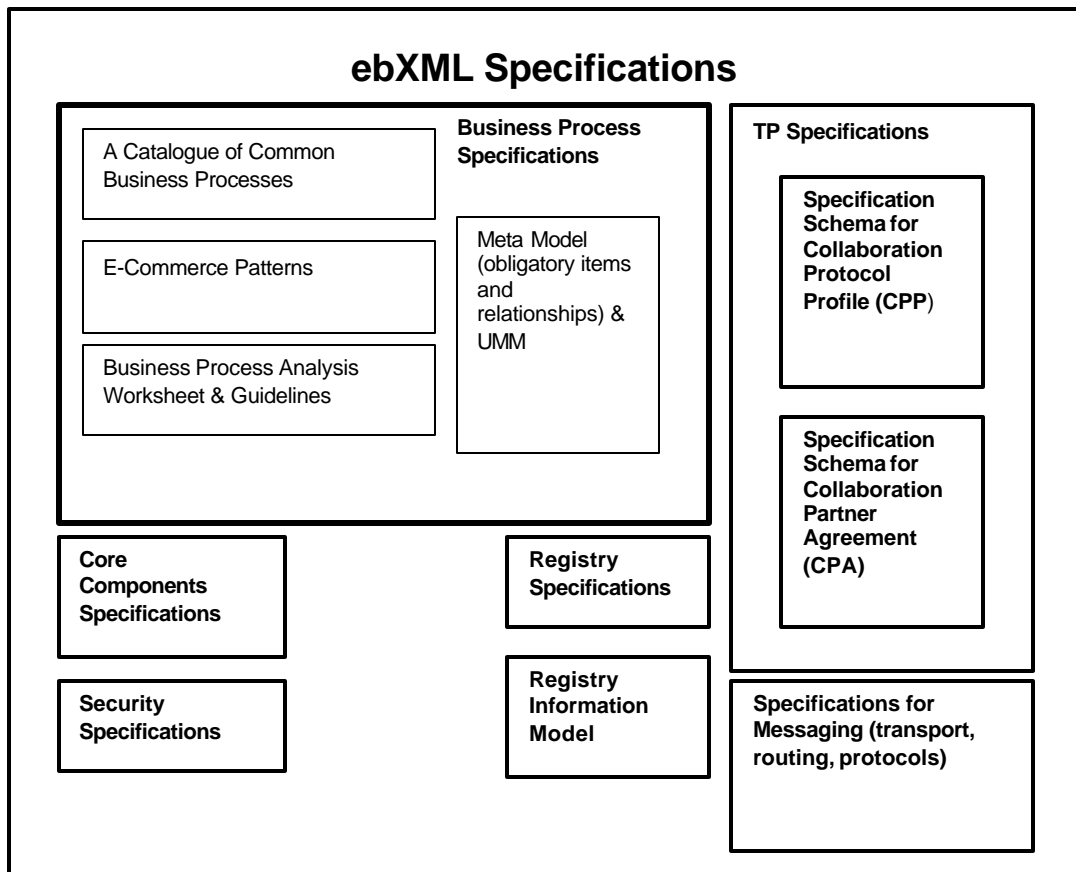 ebXML Specifications
A Catalogue of Common
Business Processes
E-Commerce Patterns
Business Process Analysis
Worksheet & Guidelines
Business Process
Specifications
Meta Model
(obligatory items
and
relationships) &
UMM
TP Specifications
Specification
Schema for
Collaboration
Protocol
Profile (CPP)
Specification
Schema for
Collaboration
Partner
Agreement
(CPA)
Core
Components
Specifications
Registry
Specifications
Security
Specifications
Registry
Information
Model
Specifications for
Messaging (transport,
routing, protocols)